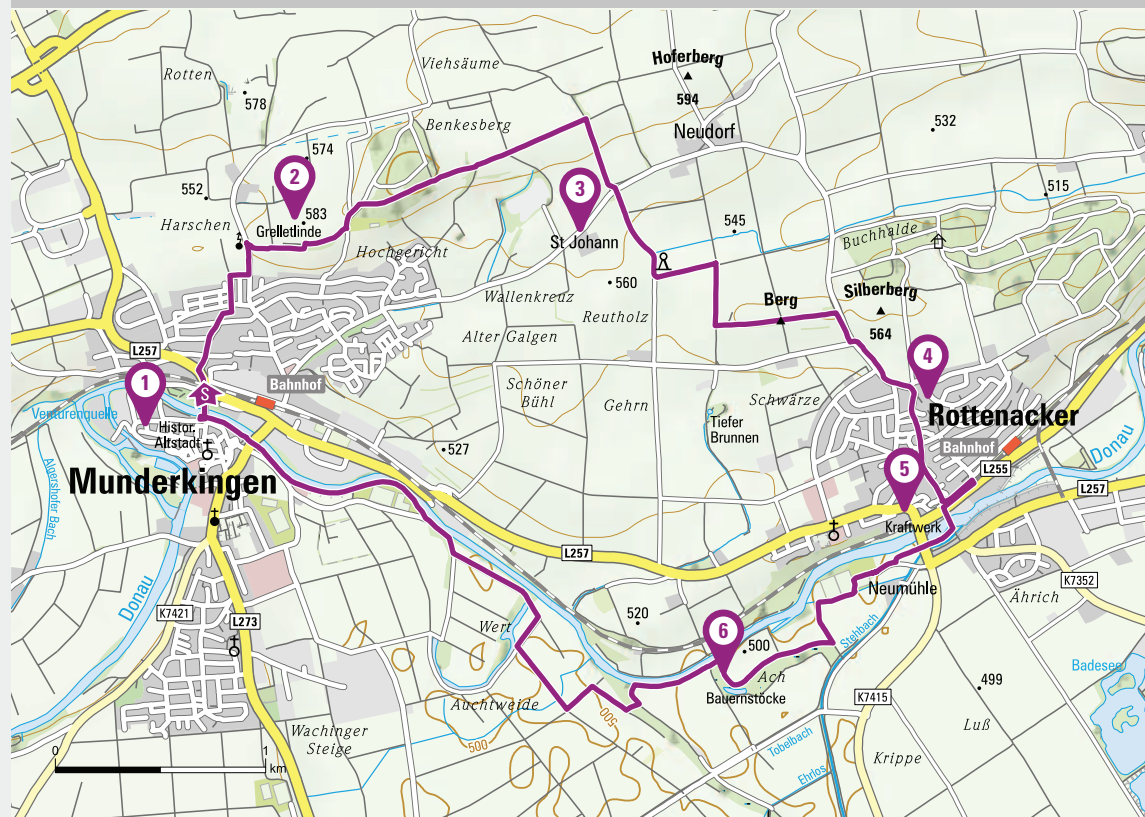 Hoferberg
594
Viehsäume
Rotten
578
Benkesberg
Neudorf
532
574
2
3
552
583
515
Harschen
Grelletlinde
545
Buchhalde
St Johann
Hochgericht
560
Wallenkreuz
Reutholz
Berg
Silberberg
564
Alter Galgen
L257
1
Bahnhof
S
4
Schöner
Bühl
Gehrn
Schwärze
Venturenquelle
Histor.
Altstadt
Tiefer
Brunnen
Rottenacker
527
Bahnhof
Donau
Munderkingen
5
L255
L257
Algershofer Bach
Kraftwerk
L257
K7352
Neumühle
Ährich
Donau
K7421
L273
520
Wert
6
500
Stehbach
Ach
Badesee
499
Bauernstöcke
K7415
Auchtweide
500
500
Luß
Wachinger
Steige
Tobelbach
Krippe
0
1
km
Ehrlos